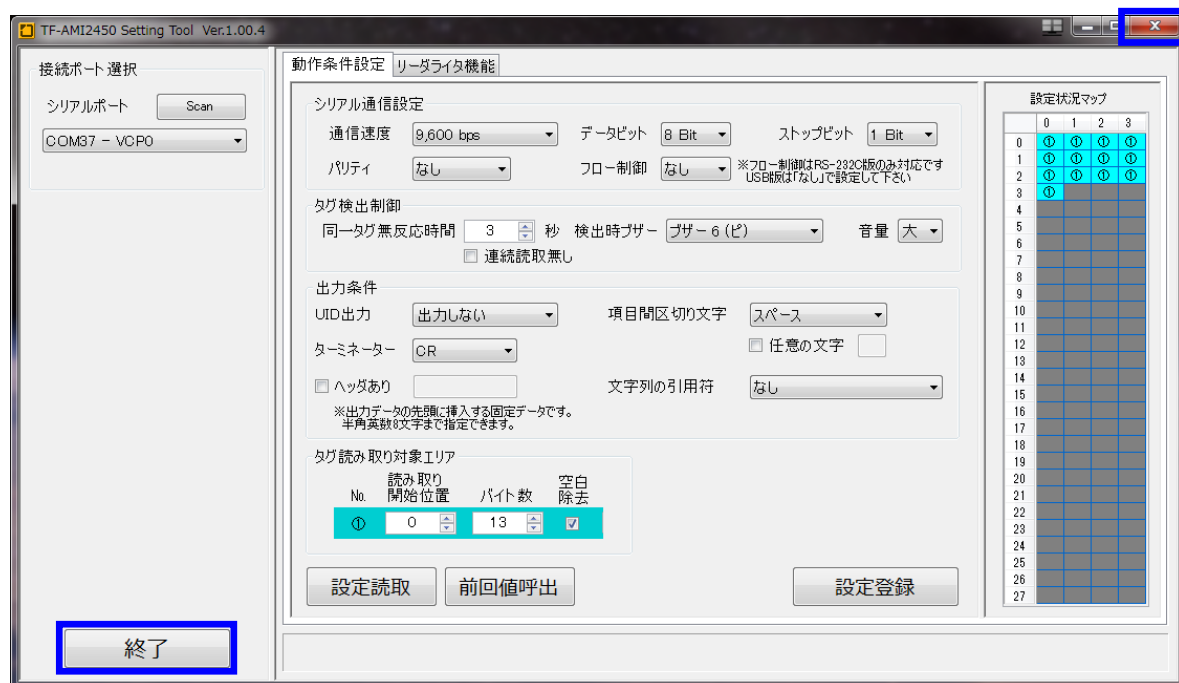 TF-AMI2450 Setting Tool Ver.1.00.4
接続ポート選択
シリアルポート Scan
COM37 - VCP0
動作条件設定 リーダライタ機能
シリアル通信設定
通信速度 9,600 bps データビット 8 Bit ストップビット 1 Bit
パリティ なし フロー制御 なし ※フロー制御はRS-232C版のみ対応です
USB版は「なし」で設定して下さい
タグ検出制御
同一タグ無反応時間 3 秒 検出時ブザー ブザー 6 (ピ) 音量 大
連続読取無し
出力条件
UID出力 出力しない 項目間区切り文字 スペース
ターミネーター CR 任意の文字
ヘッダあり 文字列の引用符 なし
※出力データの先頭に挿入する固定データです。
半角英数8文字まで指定できます。
タグ読み取り対象エリア
No. 読み取り開始位置 バイト数 空白除去
① 0 13
設定読取 前回値呼出 設定登録
終了
設定状況マップ
0 1 2 3
0 ① ① ① ①
1 ① ① ① ①
2 ① ① ① ①
3 ①
4
5
6
7
8
9
10
11
12
13
14
15
16
17
18
19
20
21
22
23
24
25
26
27